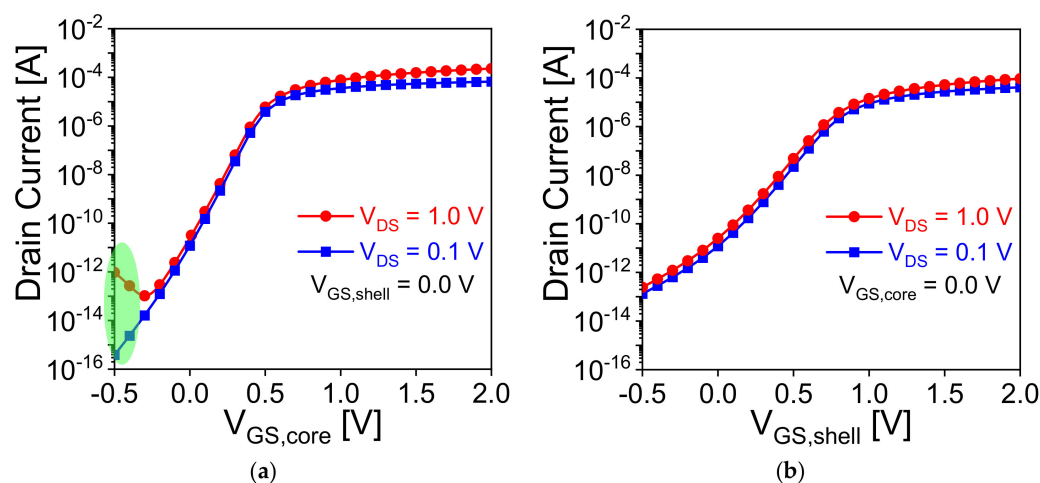 10⁻² 10⁻⁴ 10⁻⁶ 10⁻⁸ 10⁻¹⁰ 10⁻¹² 10⁻¹⁴ 10⁻¹⁶
Drain Current [A]
V_DS = 1.0 V
V_DS = 0.1 V
V_GS,shell = 0.0 V
-0.5 0.0 0.5 1.0 1.5 2.0
V_GS,core [V]
(a)
10⁻² 10⁻⁴ 10⁻⁶ 10⁻⁸ 10⁻¹⁰ 10⁻¹² 10⁻¹⁴ 10⁻¹⁶
Drain Current [A]
V_DS = 1.0 V
V_DS = 0.1 V
V_GS,core = 0.0 V
-0.5 0.0 0.5 1.0 1.5 2.0
V_GS,shell [V]
(b)